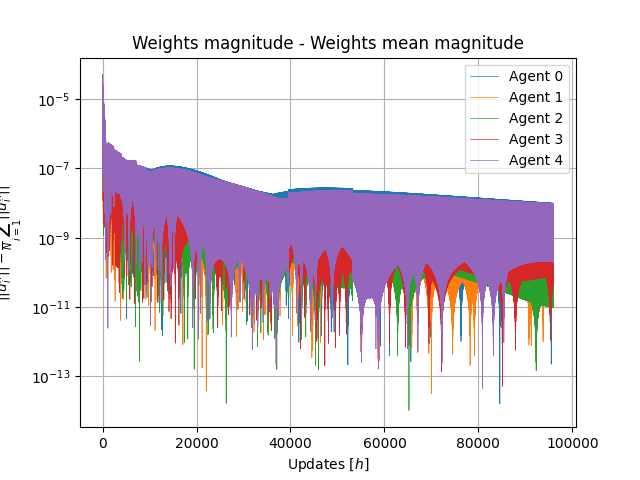 Weights magnitude - Weights mean magnitude
Agent 0
Agent 1
Agent 2
Agent 3
Agent 4
10⁻⁵
10⁻⁷
10⁻⁹
10⁻¹¹
10⁻¹³
0
20000
40000
60000
80000
100000
Updates [h]